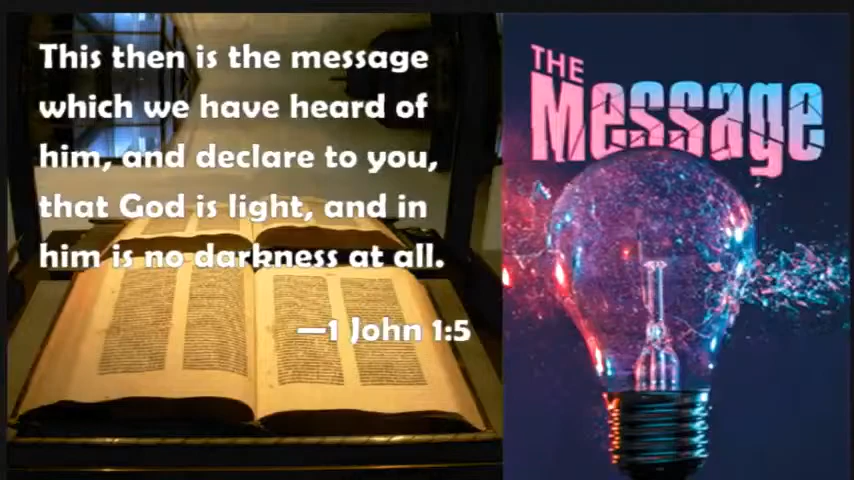 This then is the message
which we have heard of
him, and declare to you,
that God is light, and in
him is no darkness at all.
—1 John 1:5
THE
Message